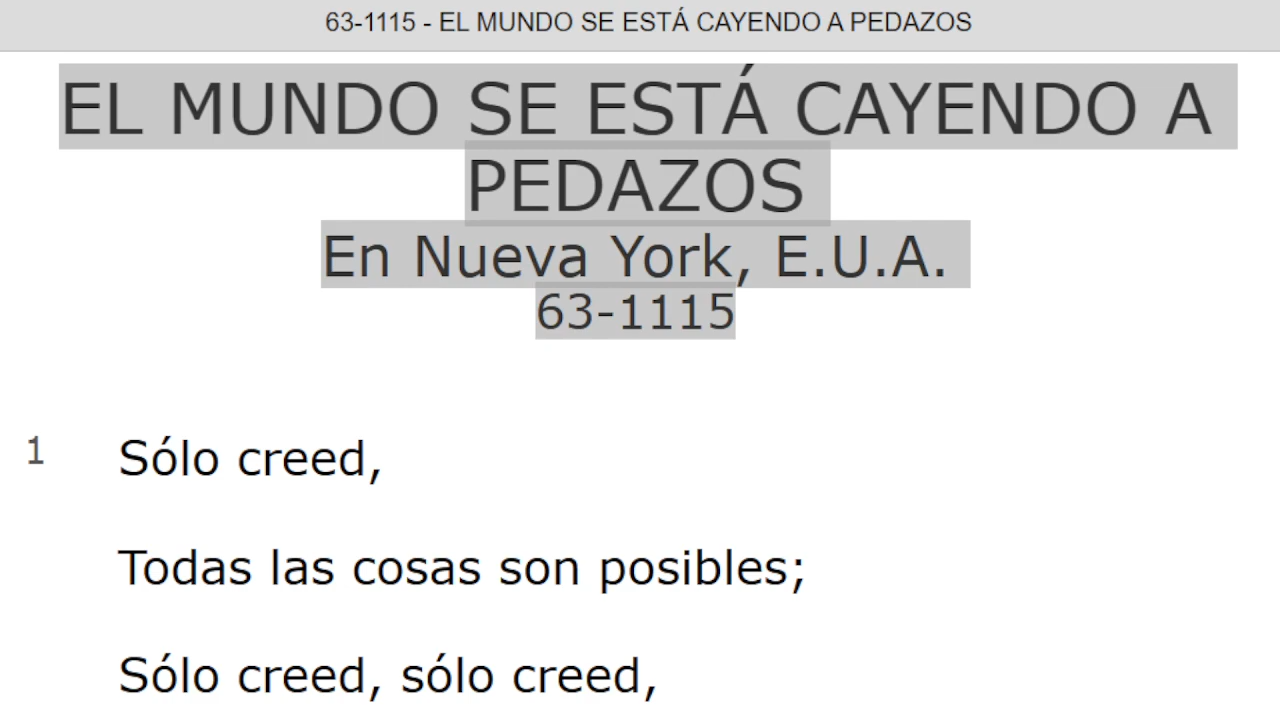 63-1115 - EL MUNDO SE ESTÁ CAYENDO A PEDAZOS
EL MUNDO SE ESTÁ CAYENDO A
PEDAZOS
En Nueva York, E.U.A.
63-1115
1 Sólo creed,
Todas las cosas son posibles;
Sólo creed, sólo creed,